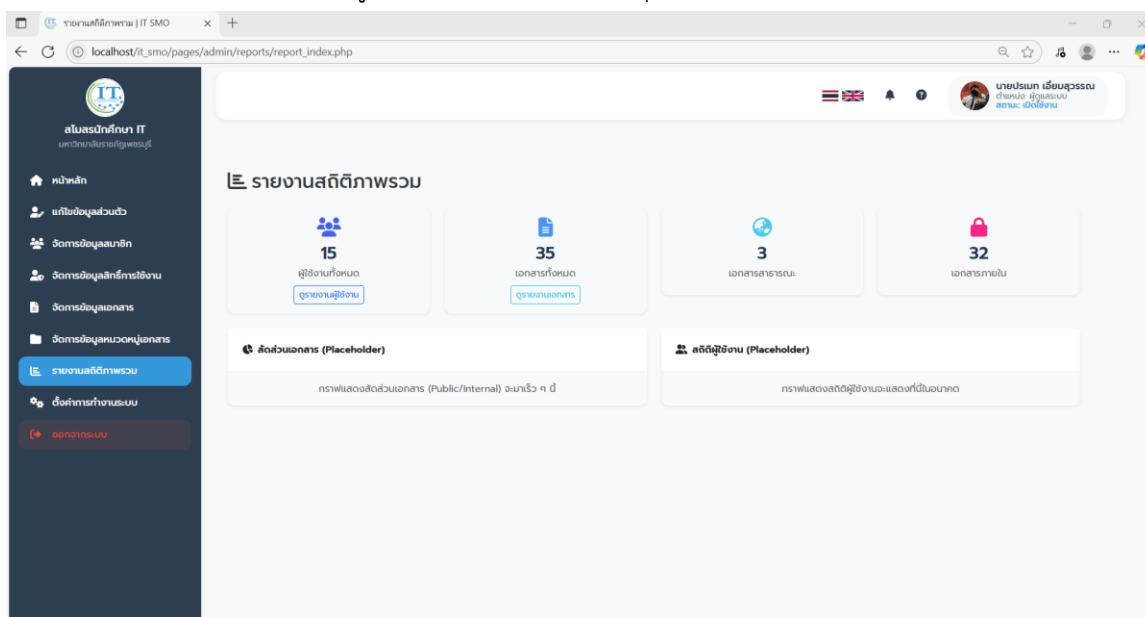 รายงานสถิติภาพรวม | IT SMO
localhost/it_smo/pages/admin/reports/report_index.php
IT
สโมสรนักศึกษา IT
มหาวิทยาลัยราชภัฏเพชรบุรี
นายปรเมท เอี่ยมสุวรรณ
ตำแหน่ง: ผู้ดูแลระบบ
สถานะ: เปิดใช้งาน
หน้าหลัก
แก้ไขข้อมูลส่วนตัว
จัดการข้อมูลสมาชิก
จัดการข้อมูลสิทธิ์การใช้งาน
จัดการข้อมูลเอกสาร
จัดการข้อมูลหมวดหมู่เอกสาร
รายงานสถิติภาพรวม
ตั้งค่าการทำงานระบบ
ออกจากระบบ
รายงานสถิติภาพรวม
15
ผู้ใช้งานทั้งหมด
ดูรายงานผู้ใช้งาน
35
เอกสารทั้งหมด
ดูรายงานเอกสาร
3
เอกสารสาธารณะ
32
เอกสารภายใน
สัดส่วนเอกสาร (Placeholder)
กราฟแสดงสัดส่วนเอกสาร (Public/Internal) จะมาเร็ว ๆ นี้
สถิติผู้ใช้งาน (Placeholder)
กราฟแสดงสถิติผู้ใช้งานจะแสดงที่นี่ในอนาคต